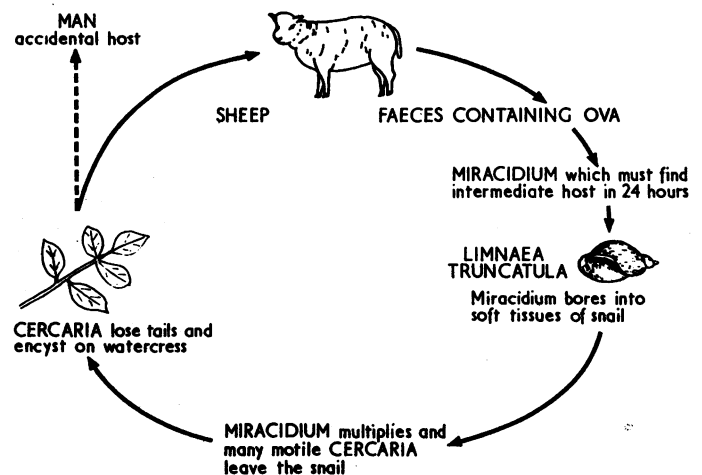 MAN
accidental host
SHEEP
FAECES CONTAINING OVA
MIRACIDIUM which must find
intermediate host in 24 hours
LIMNAEA
TRUNCATULA
Miracidium bores into
soft tissues of snail
MIRACIDIUM multiplies and
many motile CERCARIA
leave the snail
CERCARIA lose tails and
encyst on watercress